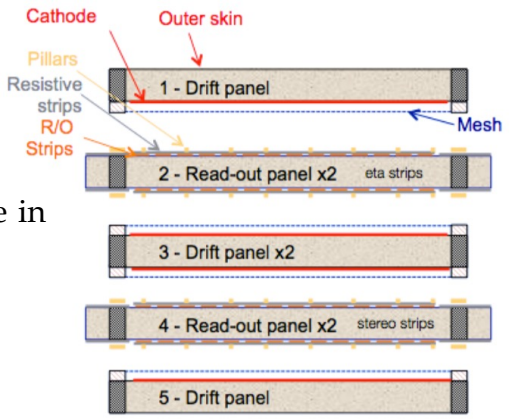 Cathode
Outer skin
Pillars
Resistive
strips
R/O
Strips
1 - Drift panel
Mesh
2 - Read-out panel x2 eta strips
e in
3 - Drift panel x2
4 - Read-out panel x2 stereo strips
5 - Drift panel